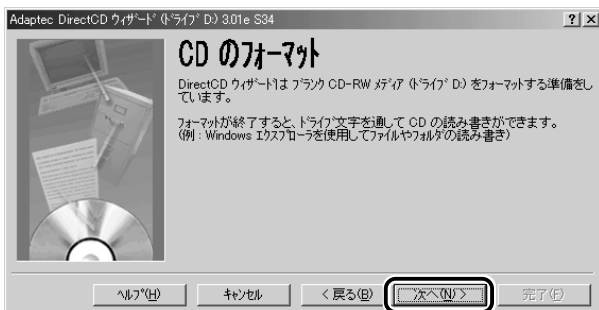 Adaptec DirectCD ウィザード (ドライブ D:) 3.01e S34
CD のフォーマット
DirectCD ウィザードは ブランク CD-RW メディア (ドライブ D:) をフォーマットする準備をし
ています。
フォーマットが終了すると、ドライブ文字を通して CD の読み書きができます。
(例 : Windows エクスプローラを使用してファイルやフォルダの読み書き)
ヘルプ(H) キャンセル < 戻る(B) 次へ(N) > 完了(F)